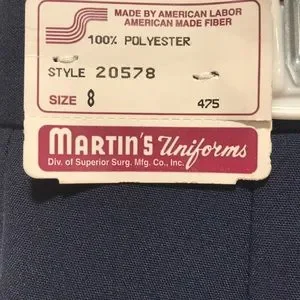 MADE BY AMERICAN LABOR
AMERICAN MADE FIBER
100% POLYESTER
STYLE 20578
SIZE 8 475
MARTIN'S Uniforms
Div. of Superior Surg. Mfg. Co., Inc.